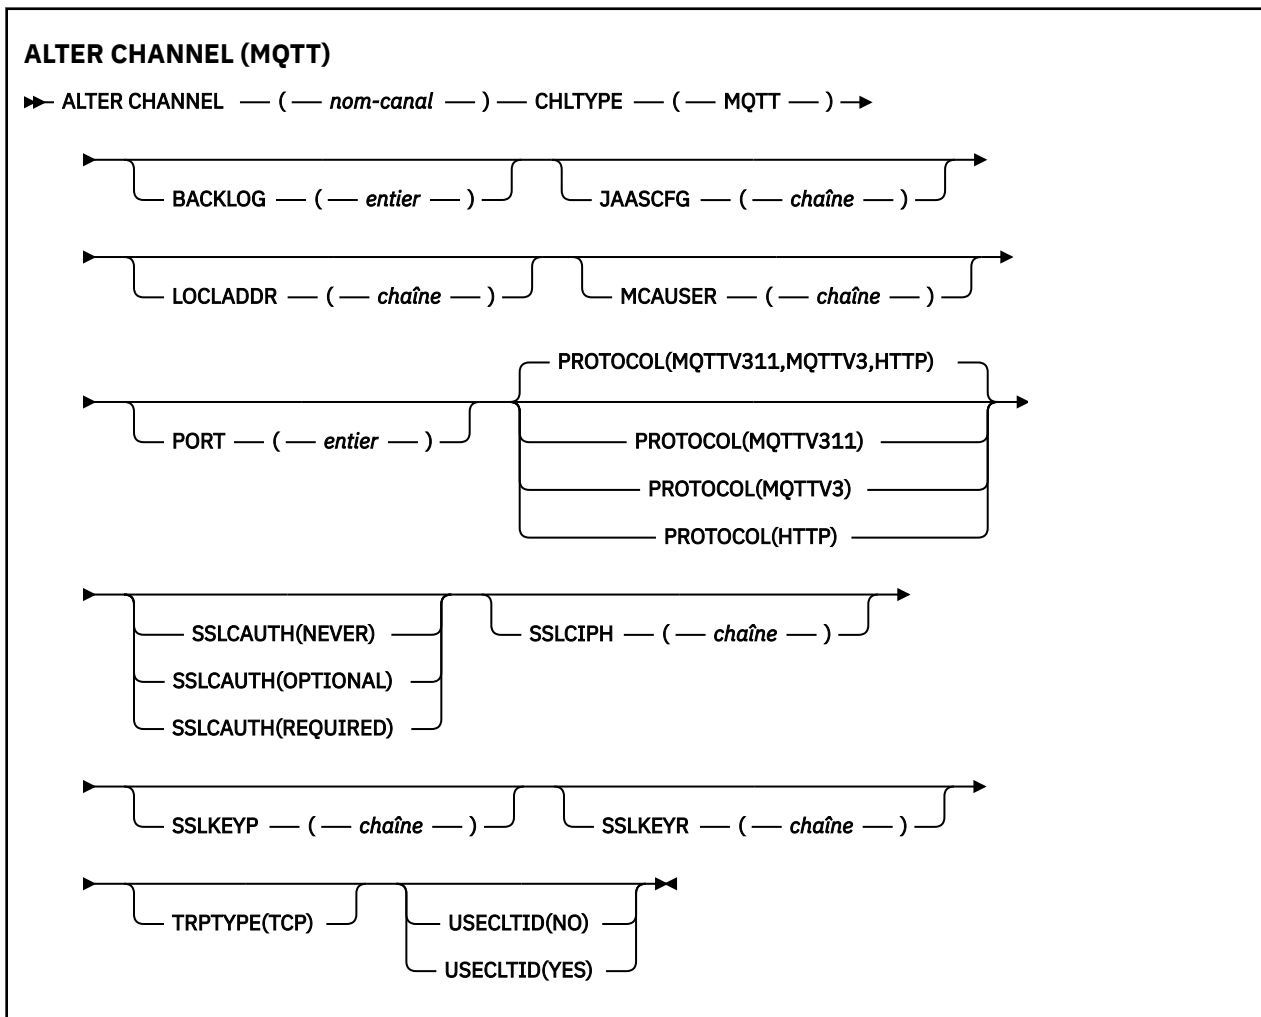 ALTER CHANNEL (MQTT)
ALTER CHANNEL ( nom-canal ) CHLTYPE ( MQTT )
BACKLOG ( entier ) JAASCFG ( chaîne )
LOCLADDR ( chaîne ) MCAUSER ( chaîne )
PROTOCOL(MQTTV311,MQTTV3,HTTP)
PORT ( entier ) PROTOCOL(MQTTV311)
PROTOCOL(MQTTV3)
PROTOCOL(HTTP)
SSLCAUTH(NEVER) SSLCIPH ( chaîne )
SSLCAUTH(OPTIONAL)
SSLCAUTH(REQUIRED)
SSLKEYP ( chaîne ) SSLKEYR ( chaîne )
TRPTYPE(TCP) USECLTID(NO)
USECLTID(YES)